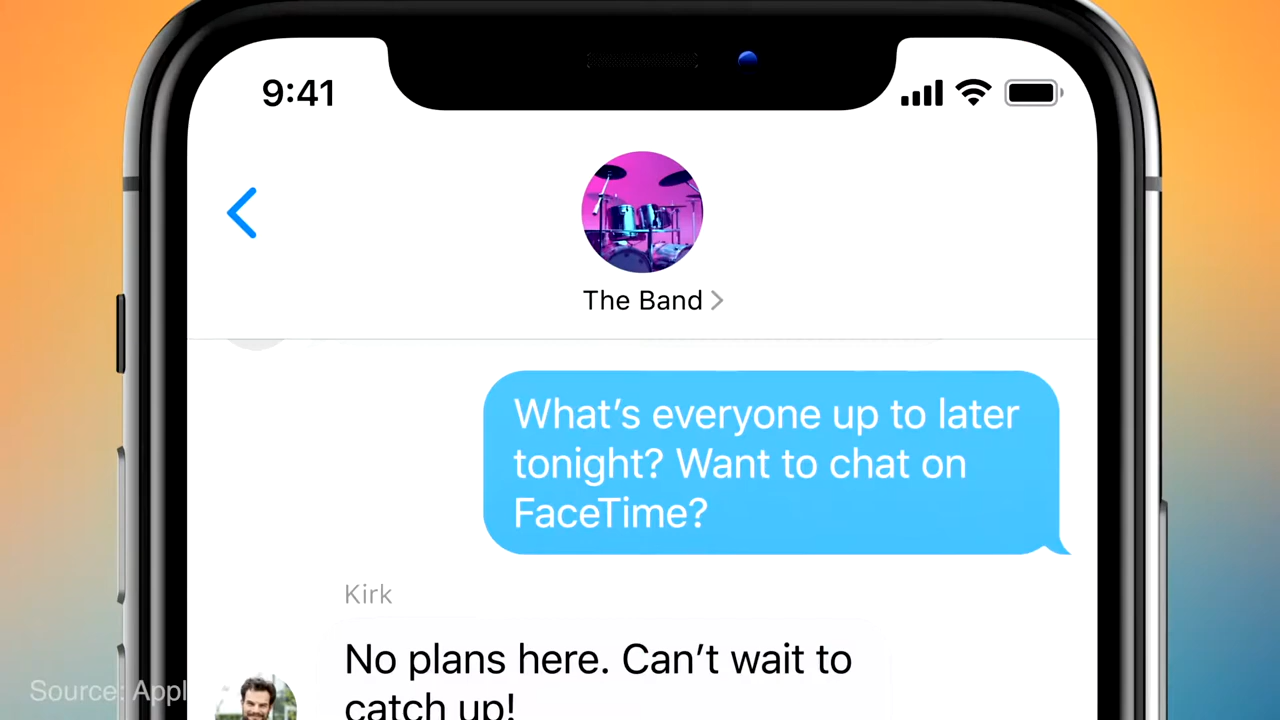 9:41
The Band
What's everyone up to later
tonight? Want to chat on
FaceTime?
Kirk
No plans here. Can't wait to
catch up!
Source: Appl